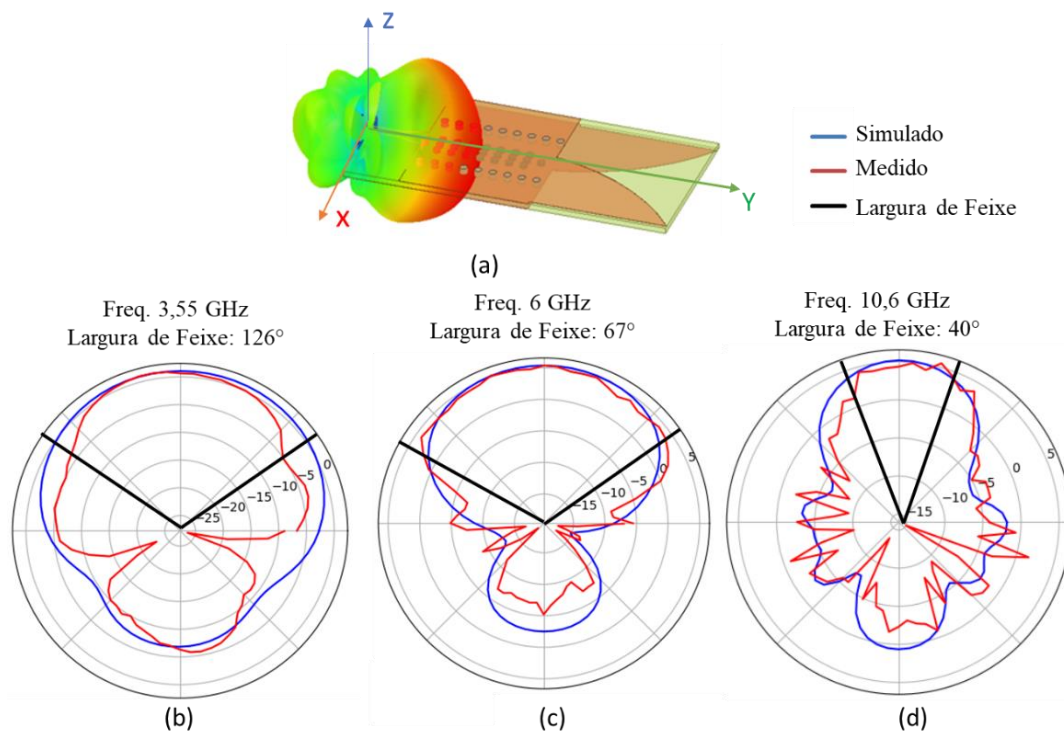 Z
X
Y
Simulado
Medido
Largura de Feixe
(a)
Freq. 3,55 GHz
Largura de Feixe: 126°
Freq. 6 GHz
Largura de Feixe: 67°
Freq. 10,6 GHz
Largura de Feixe: 40°
−25 −20 −15 −10 −5 0
−15 −10 −5 0 5
−15 −10 −5 0 5
(b)
(c)
(d)